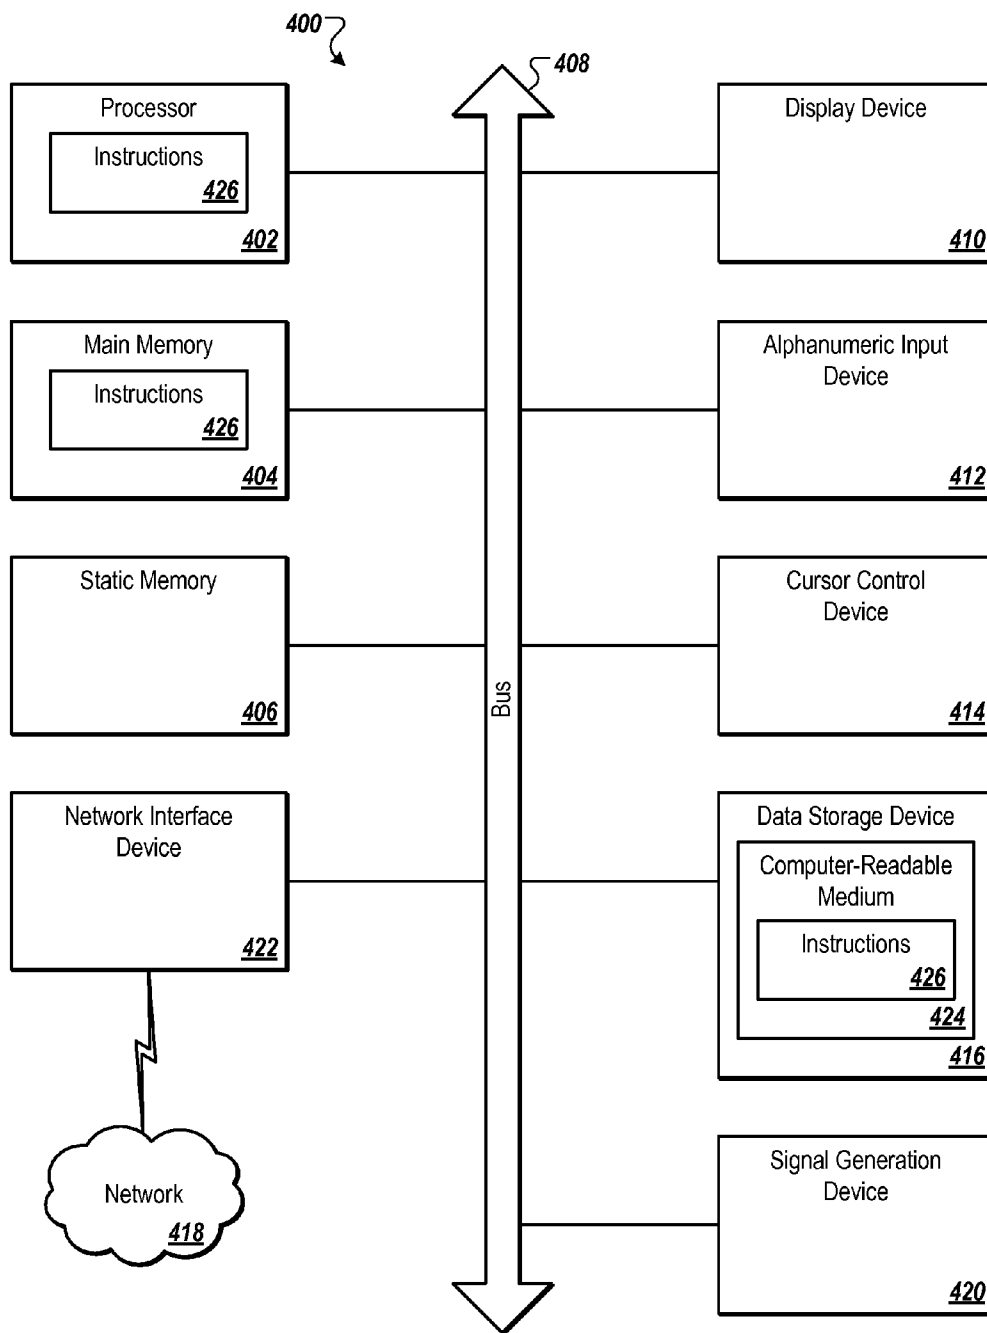 400
408
Processor
Instructions
426
402
Display Device
410
Main Memory
Instructions
426
404
Alphanumeric Input
Device
412
Static Memory
406
Cursor Control
Device
414
Bus
Network Interface
Device
422
Data Storage Device
Computer-Readable
Medium
Instructions
426
424
416
Network
418
Signal Generation
Device
420